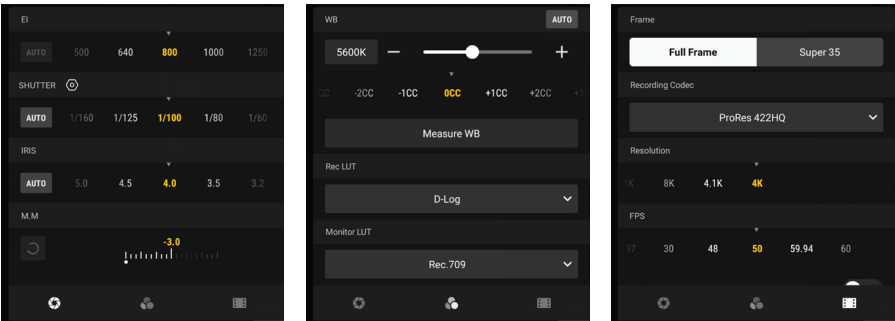 EI
AUTO 500 640 800 1000 1250
SHUTTER
AUTO 1/160 1/125 1/100 1/80 1/60
IRIS
AUTO 5.0 4.5 4.0 3.5 3.2
M.M
-3.0
WB AUTO
5600K
-2CC -1CC 0CC +1CC +2CC
Measure WB
Rec LUT
D-Log
Monitor LUT
Rec.709
Frame
Full Frame Super 35
Recording Codec
ProRes 422HQ
Resolution
8K 4.1K 4K
FPS
30 48 50 59.94 60